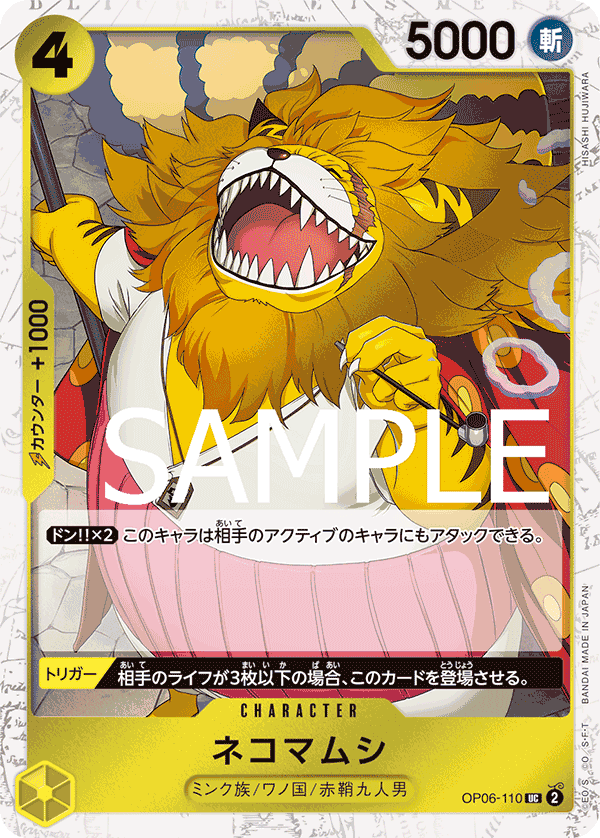 4
5000
斬
HISASHI HUJIWARA
カウンター +1000
SAMPLE
ドン!!×2 このキャラは相手のアクティブのキャラにもアタックできる。
トリガー 相手のライフが3枚以下の場合、このカードを登場させる。
©E.O./S. ©O. S・F・T BANDAI MADE IN JAPAN
CHARACTER
ネコマムシ
ミンク族/ワノ国/赤鞘九人男
OP06-110 UC 2